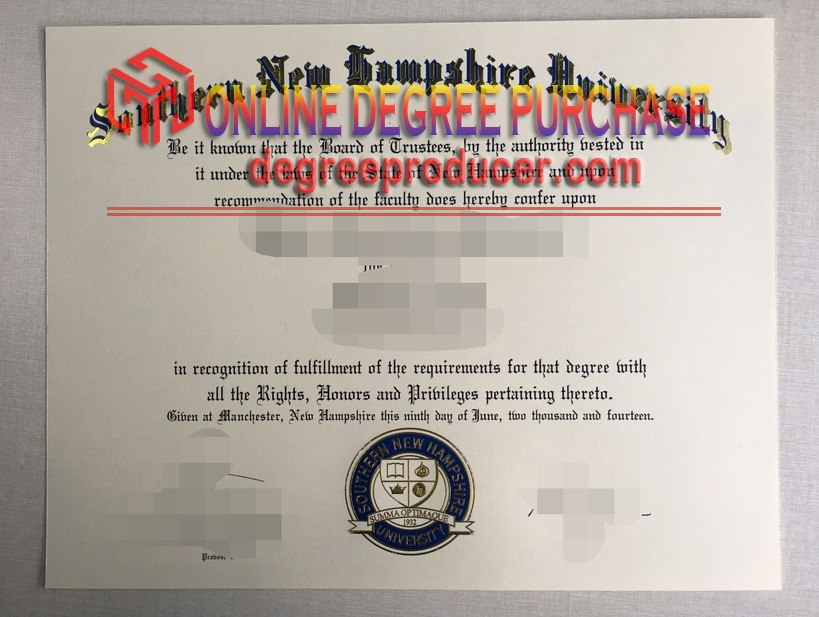 Southern New Hampshire University
ONLINE DEGREE PURCHASE
Be it known that the Board of Trustees, by the authority vested in
degresproducer.com
it under the laws of the State of New Hampshire and upon
recommendation of the faculty does hereby confer upon
in recognition of fulfillment of the requirements for that degree with
all the Rights, Honors and Privileges pertaining thereto.
Given at Manchester, New Hampshire this ninth day of June, two thousand and fourteen.
SOUTHERN NEW HAMPSHIRE
SUMMA OPTIMAQUE
1932
UNIVERSITY